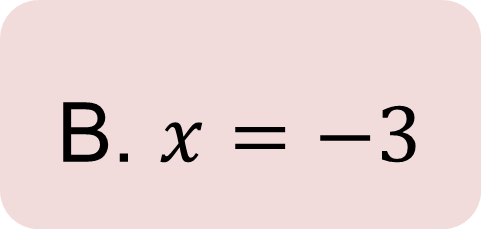 B. x = −3